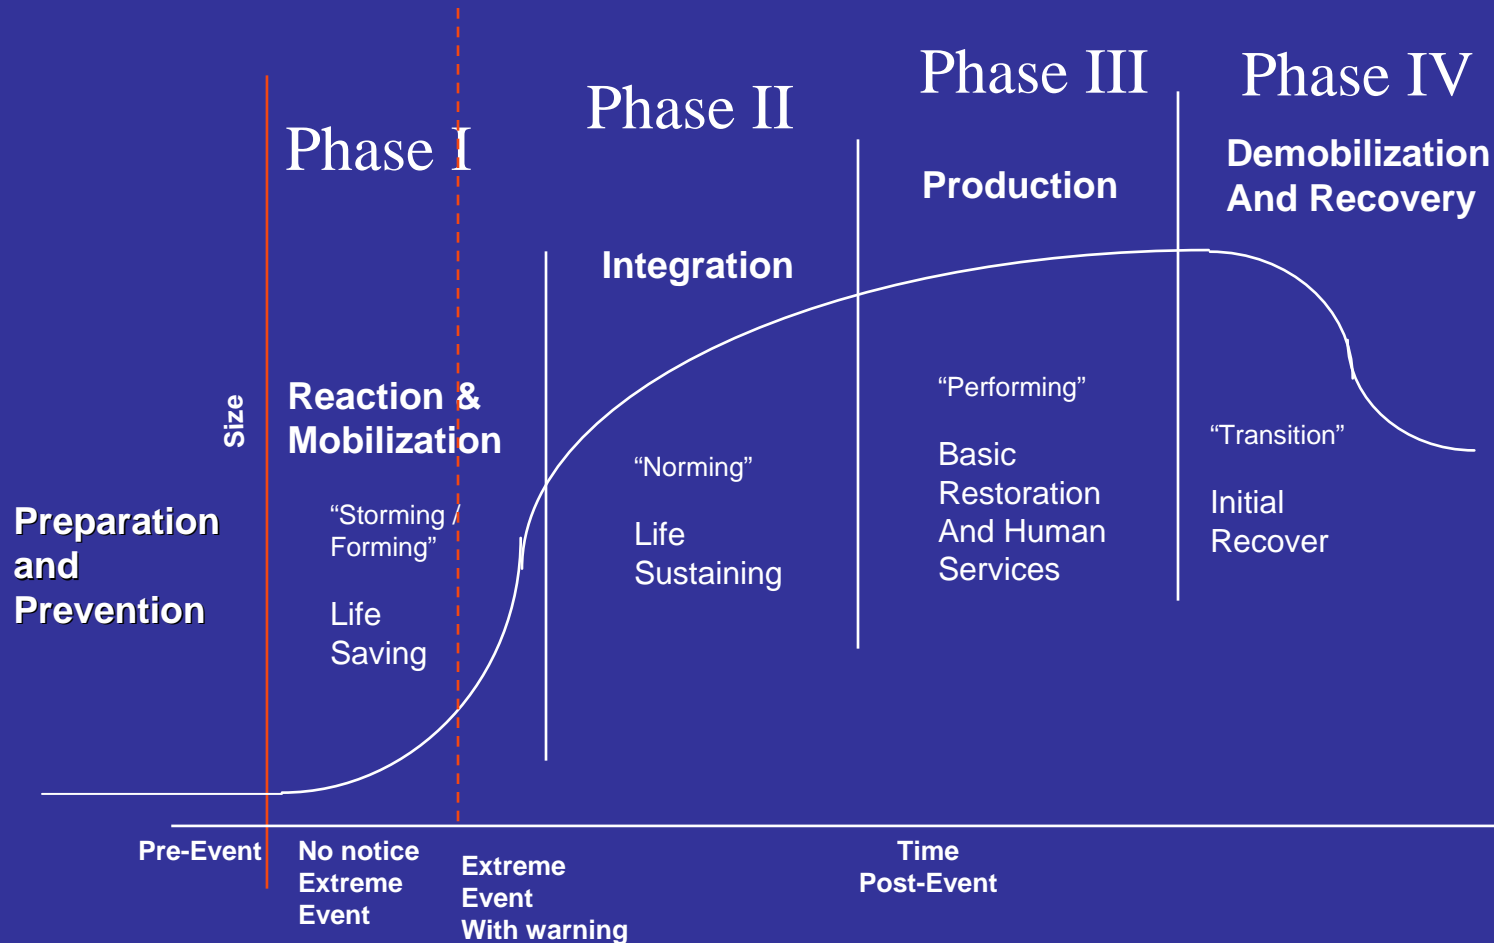 Phase I
Phase II
Phase III
Phase IV
Reaction &
Mobilization
Integration
Production
Demobilization
And Recovery
Size
Preparation
and
Prevention
“Storming /
Forming”
Life
Saving
“Norming”
Life
Sustaining
“Performing”
Basic
Restoration
And Human
Services
“Transition”
Initial
Recover
Pre-Event
No notice
Extreme
Event
Extreme
Event
With warning
Time
Post-Event